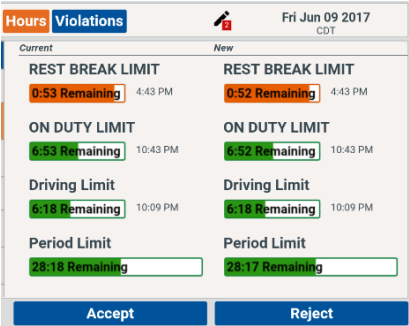 Hours Violations 2 Fri Jun 09 2017
CDT
Current New
REST BREAK LIMIT REST BREAK LIMIT
0:53 Remaining 4:43 PM 0:52 Remaining 4:43 PM
ON DUTY LIMIT ON DUTY LIMIT
6:53 Remaining 10:43 PM 6:52 Remaining 10:43 PM
Driving Limit Driving Limit
6:18 Remaining 10:09 PM 6:18 Remaining 10:09 PM
Period Limit Period Limit
28:18 Remaining 28:17 Remaining
Accept Reject